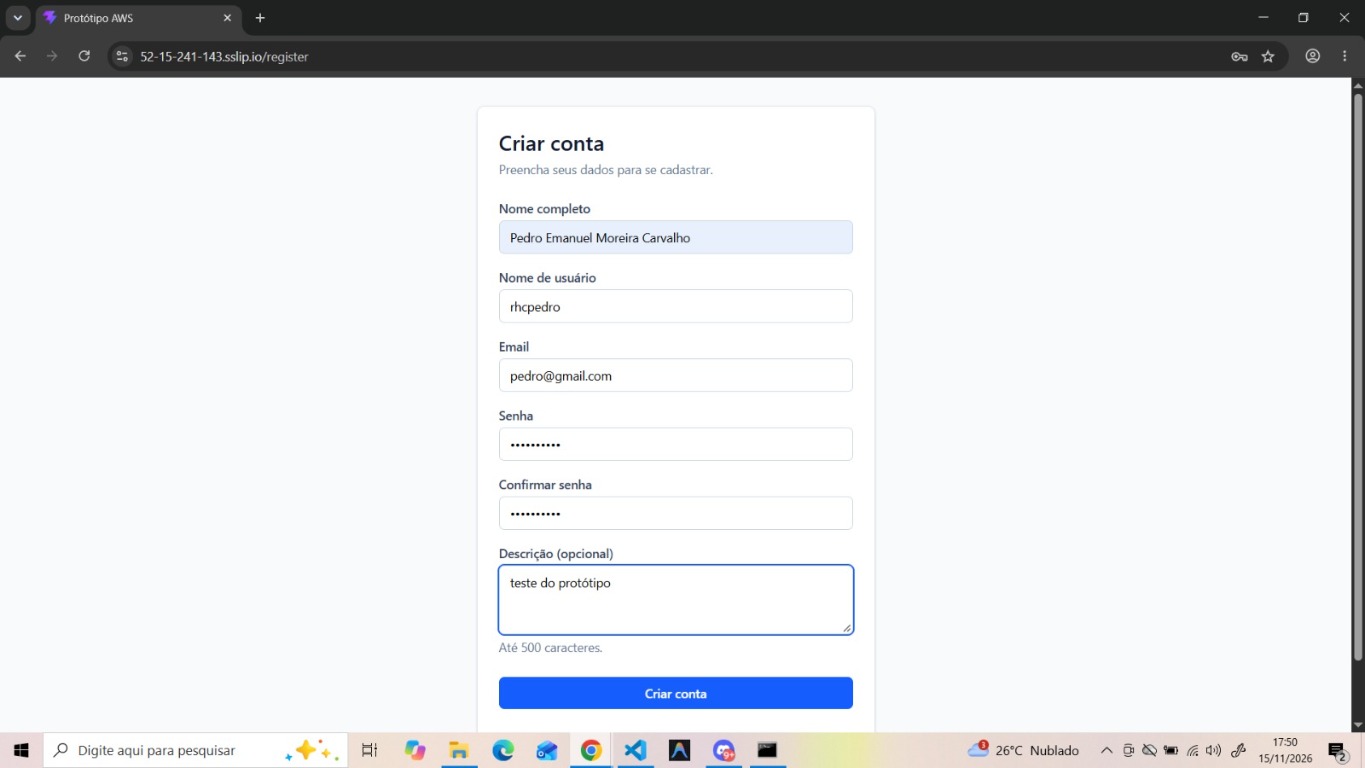 Protótipo AWS
52-15-241-143.sslip.io/register
Criar conta
Preencha seus dados para se cadastrar.
Nome completo
Pedro Emanuel Moreira Carvalho
Nome de usuário
rhcpedro
Email
pedro@gmail.com
Senha
••••••••••
Confirmar senha
••••••••••
Descrição (opcional)
teste do protótipo
Até 500 caracteres.
Criar conta
Digite aqui para pesquisar
1
26°C Nublado
17:50
15/11/2026
2